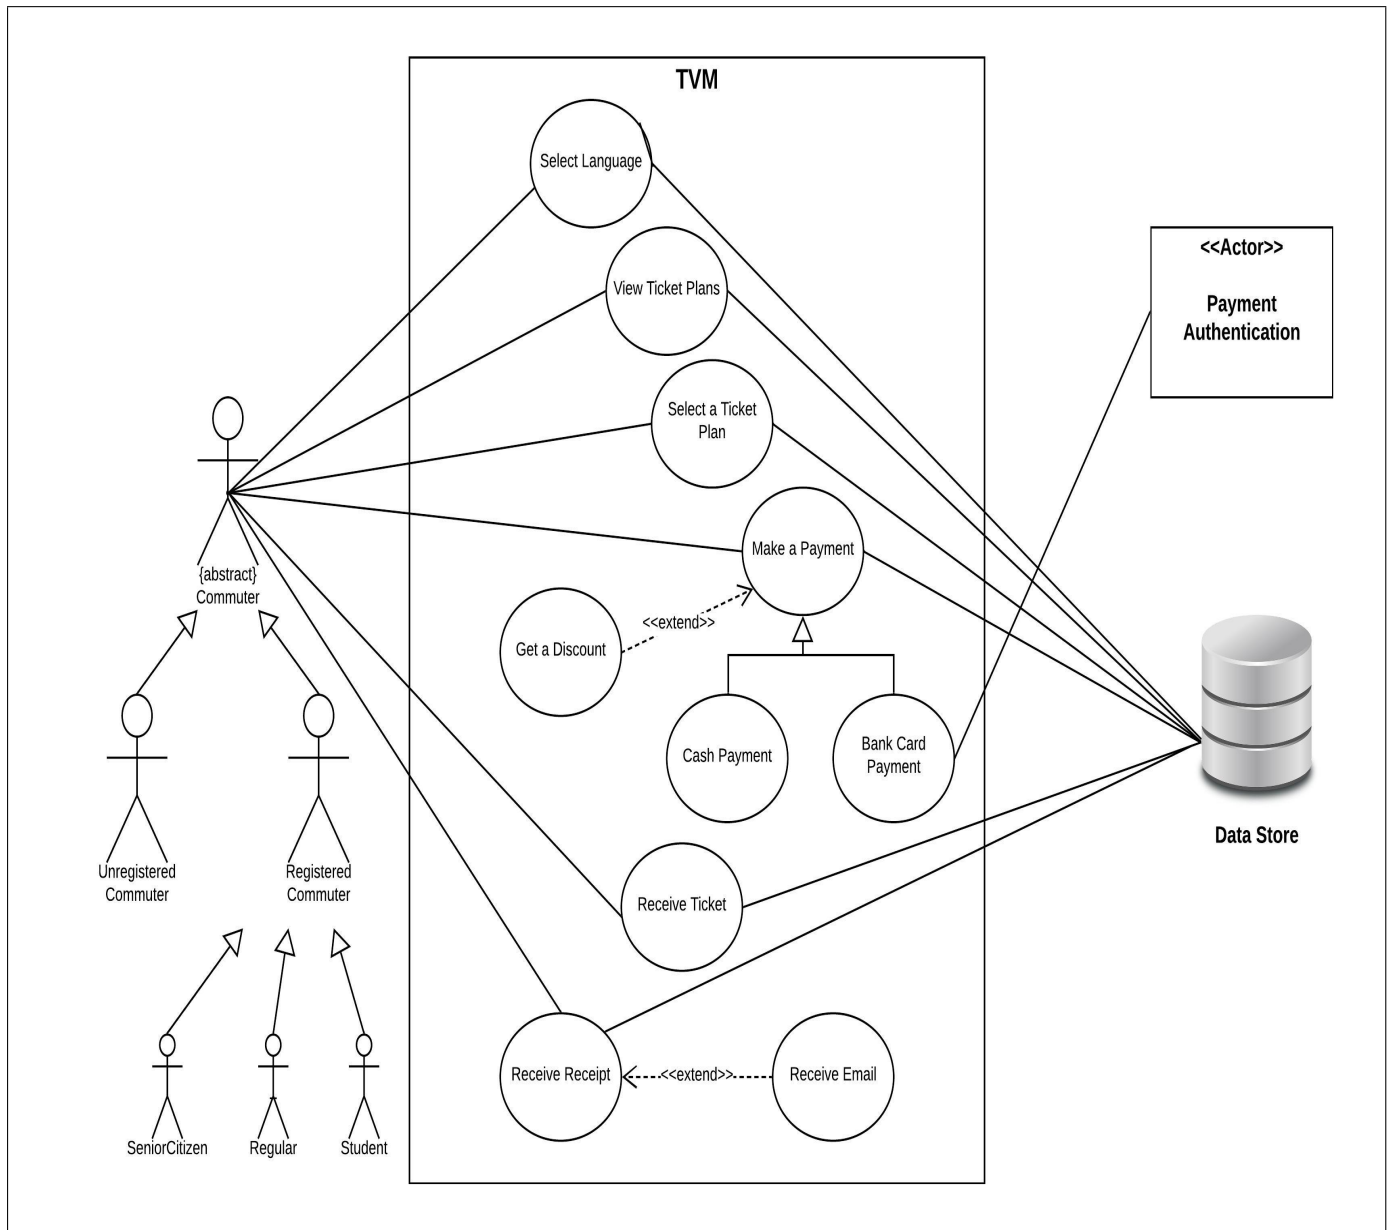 TVM
Select Language
View Ticket Plans
<<Actor>>
Payment
Authentication
Select a Ticket
Plan
Make a Payment
{abstract}
Commuter
<<extend>>
Get a Discount
Cash Payment
Bank Card
Payment
Data Store
Unregistered
Commuter
Registered
Commuter
Receive Ticket
Receive Receipt
<<extend>>
Receive Email
SeniorCitizen
Regular
Student